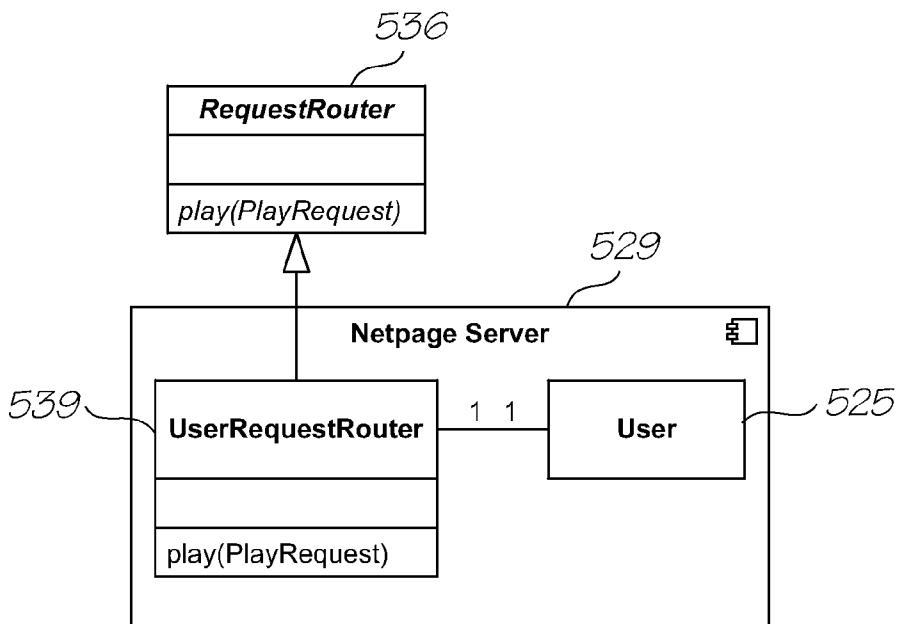 536
RequestRouter
play(PlayRequest)
529
Netpage Server
539
UserRequestRouter
1 1
User
525
play(PlayRequest)